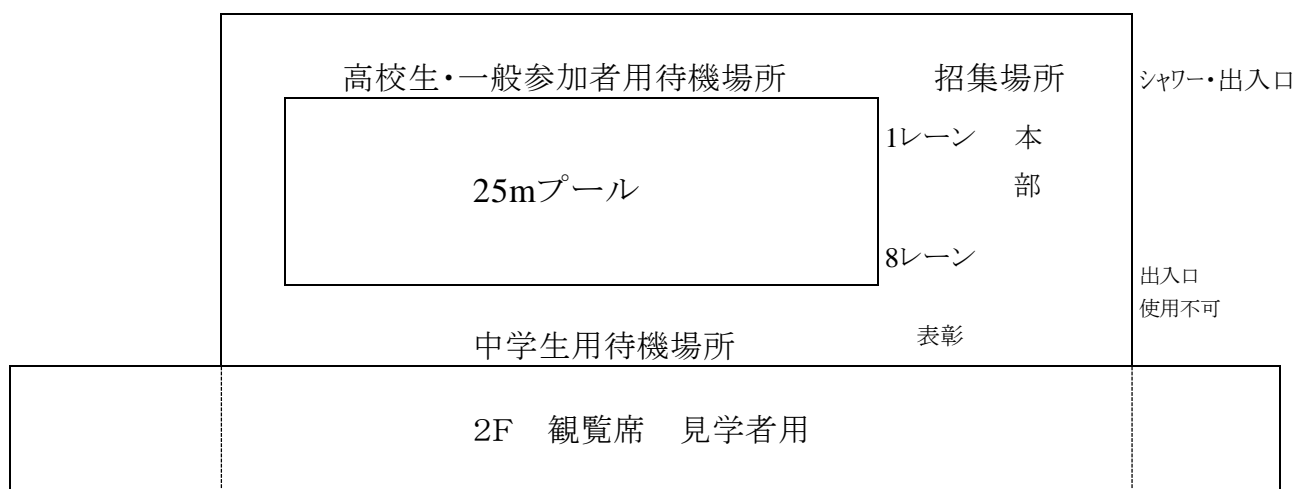 高校生・一般参加者用待機場所
招集場所
シャワー・出入口
1レーン
本
部
25mプール
8レーン
出入口
使用不可
表彰
中学生用待機場所
２Ｆ　観覧席　見学者用